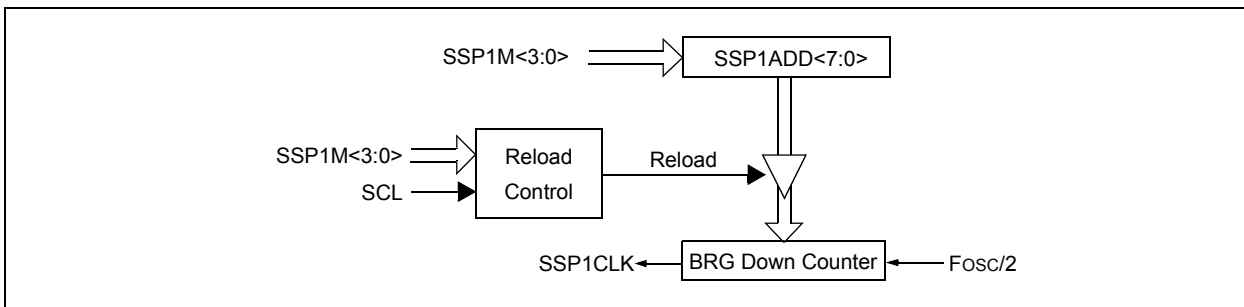 SSP1M<3:0>
SSP1ADD<7:0>
SSP1M<3:0>
SCL
Reload
Control
Reload
SSP1CLK
BRG Down Counter
FOSC/2